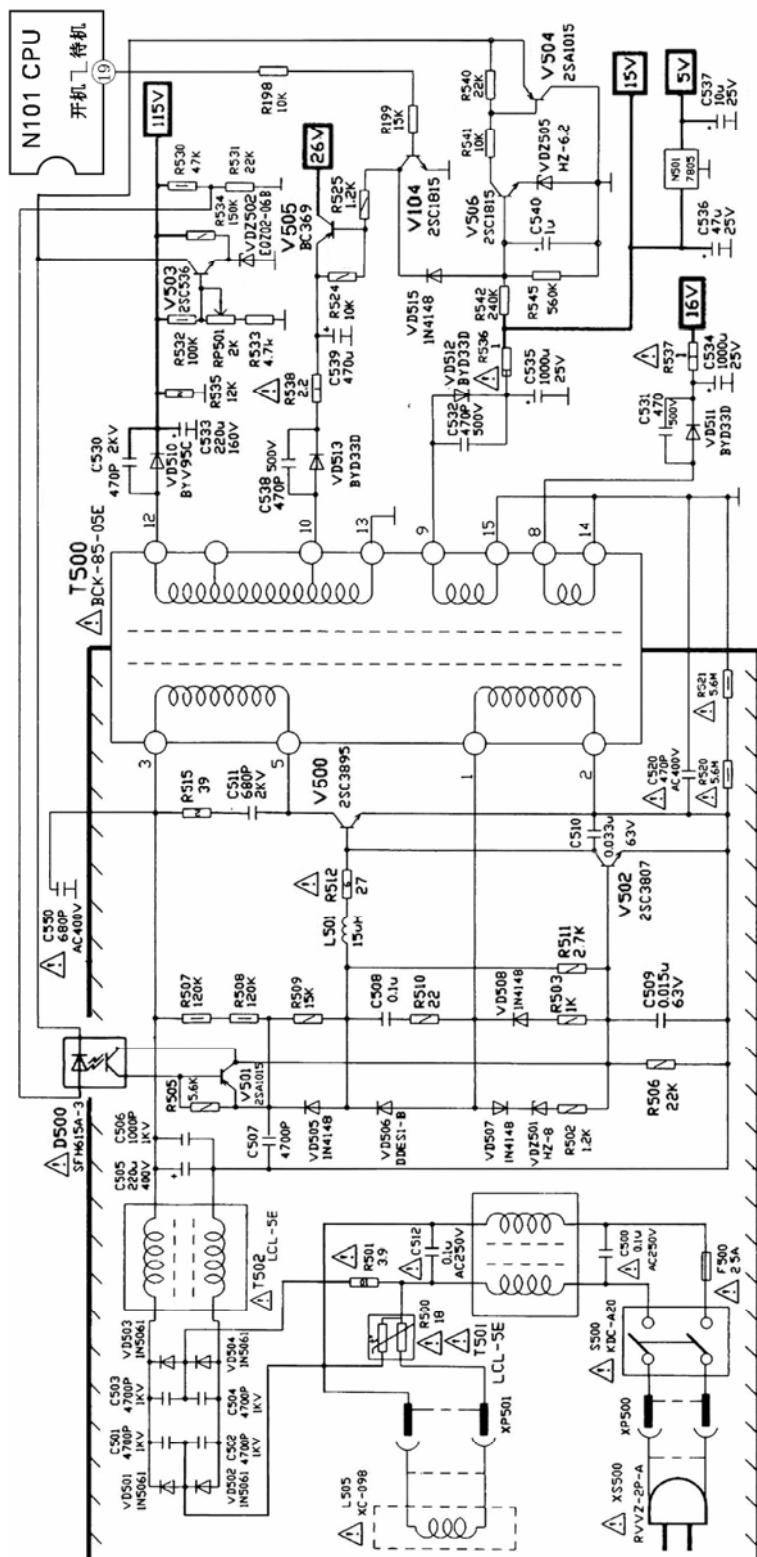 N101 CPU
开机
待机
19
R198
10K
115V
R530
47K
R531
22K
R534
150K
VDZ502
EQZ02-06B
V503
2SC536
R532
100K
RP501
2K
R533
4.7k
R535
12K
C533
220u
160V
C530
470P
2KV
VD510
BYV95C
12
26V
V505
BC369
R525
1.2K
R524
10K
C539
470u
R538
2.2
C538
470P
500V
VD513
BYD33D
10
13
R199
15K
V104
2SC1815
VD515
1N4148
R540
22K
R541
10K
V504
2SA1015
VDZ505
HZ-6.2
V506
2SC1815
C540
1u
R542
240K
R545
560K
15V
5V
C537
10u
25V
N501
7805
C536
47u
25V
16V
VD512
BYD33D
R536
1
C535
1000u
25V
C532
470P
500V
R537
1
C534
1000u
25V
C531
470
500V
VD511
BYD33D
9
15
8
14
T500
BCK-85-05E
3
5
1
2
R515
39
C511
680P
2KV
V500
2SC3895
C520
470P
AC400V
R521
5.6M
R520
5.6M
C510
0.033u
63V
V502
2SC3807
C550
680P
AC400V
R512
27
L501
15uH
R511
2.7K
R507
120K
R508
120K
R509
15K
C508
0.1u
R510
22
VD508
1N4148
R503
1K
C509
0.015u
63V
D500
SFH615A-3
R505
5.6K
V501
2SA1015
R506
22K
C506
1000P
1KV
C505
220u
400V
C507
4700P
VD505
1N4148
VD506
DDES1-B
VD507
1N4148
VDZ501
HZ-8
R502
1.2K
T502
LCL-5E
VD503
1N5061
VD504
1N5061
C503
4700P
1KV
C504
4700P
1KV
C501
4700P
1KV
C502
4700P
1KV
VD501
1N5061
VD502
1N5061
R501
3.9
C512
0.1u
AC250V
R500
18
T501
LCL-5E
XP501
L505
XC-098
C500
0.1u
AC250V
F500
2.5A
S500
KDC-A20
XP500
XS500
RVVZ-2P-A